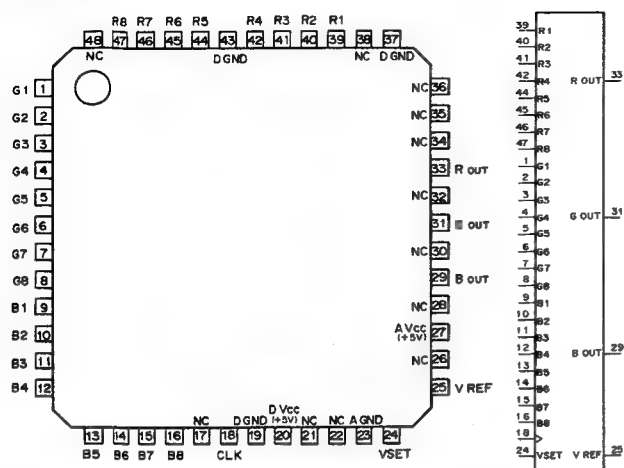 R8 R7 R6 R5 R4 R3 R2 R1
48 47 46 45 44 43 42 41 40 39 38 37
NC DGND NC DGND
G1 1
G2 2
G3 3
G4 4
G5 5
G6 6
G7 7
G8 8
B1 9
B2 10
B3 11
B4 12
NC 36
NC 35
NC 34
33 R OUT
NC 32
31 OUT
NC 30
29 B OUT
NC 28
A Vcc (+5V) 27
NC 26
25 V REF
NC DGND D Vcc (+5V) NC NC AGND
13 14 15 16 17 18 19 20 21 22 23 24
B5 B6 B7 B8 CLK VSET
39 R1
40 R2
41 R3
42 R4 R OUT 33
44 R5
45 R6
46 R7
47 R8
1 G1
2 G2
3 G3
4 G4 G OUT 31
5 G5
6 G6
7 G7
8 G8
9 B1
10 B2
11 B3
12 B4 B OUT 29
13 B5
14 B6
15 B7
16 B8
18
24 VSET V REF 25